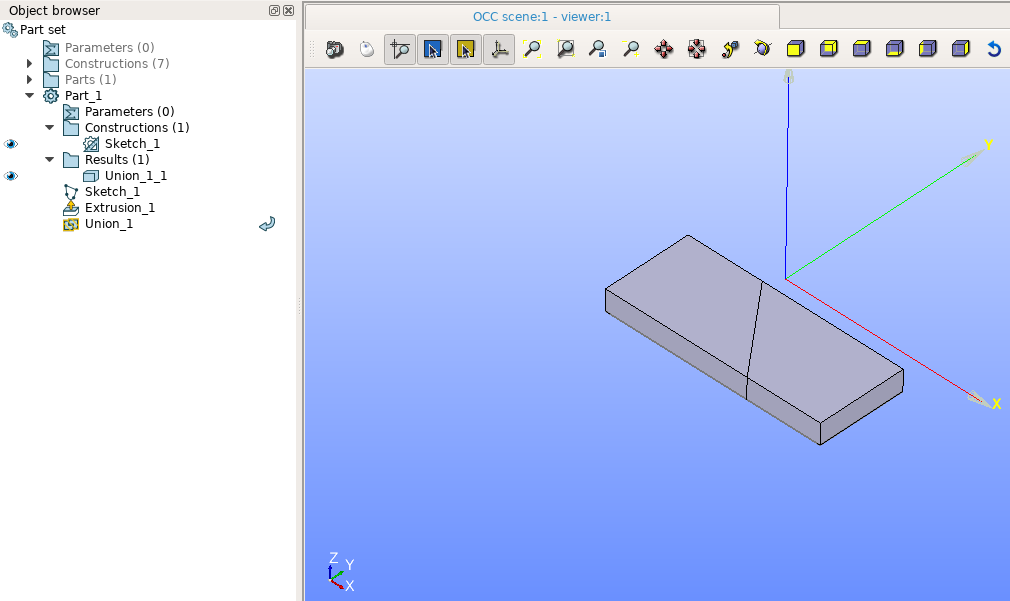 Object browser
Part set
Parameters (0)
Constructions (7)
Parts (1)
Part_1
Parameters (0)
Constructions (1)
Sketch_1
Results (1)
Union_1_1
Sketch_1
Extrusion_1
Union_1
OCC scene:1 - viewer:1
Y
X
Z
Y
X